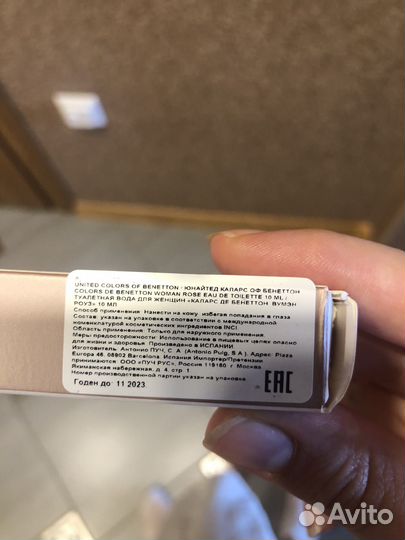 UNITED COLORS OF BENETTON · ЮНАЙТЕД КАЛАРС ОФ БЕНЕТТОН
COLORS DE BENETTON WOMAN ROSE EAU DE TOILETTE 10 ML /
ТУАЛЕТНАЯ ВОДА ДЛЯ ЖЕНЩИН «КАЛАРС ДЕ БЕНЕТТОН. ВУМЭН
РОУЗ» 10 МЛ
Способ применения: Нанести на кожу, избегая попадания в глаза
Состав: указан на упаковке в соответствии с международной
номенклатурой косметических ингредиентов INCI
Область применения: Только для наружного применения
Меры предосторожности: Использование в пищевых целях опасно
для жизни и здоровья. Произведено в ИСПАНИИ
Изготовитель: Антонио ПУЧ, С.А. (Antonio Puig, S.A.). Адрес: Plaza
Europa 46, 08902 Barcelona, Испания Импортер/Претензии
принимаются: ООО «ПУЧ РУС», Россия 119180 г. Москва
Якиманская набережная, д. 4, стр. 1
Номер производственной партии указан на упаковке
Годен до: 11.2023
EAC
Avito